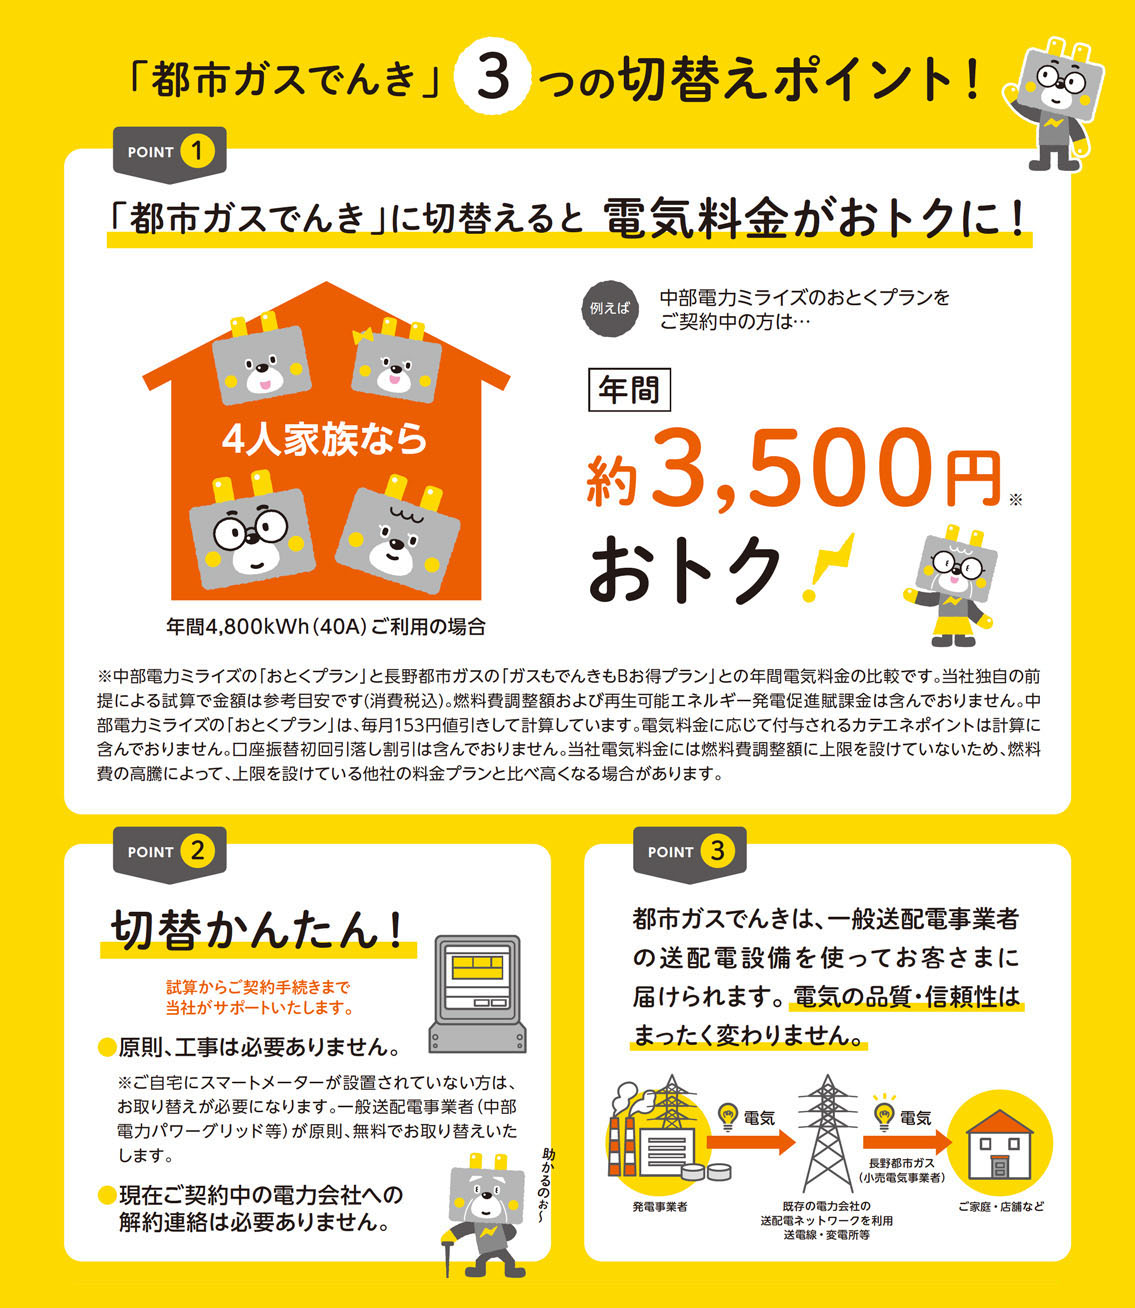 「都市ガスでんき」3つの切替えポイント！
POINT 1
「都市ガスでんき」に切替えると 電気料金がおトクに！
4人家族なら
年間4,800kWh（40A）ご利用の場合
例えば
中部電力ミライズのおとくプランを
ご契約中の方は…
年間
約3,500円※
おトク
※中部電力ミライズの「おとくプラン」と長野都市ガスの「ガスもでんきもBお得プラン」との年間電気料金の比較です。当社独自の前
提による試算で金額は参考目安です(消費税込)。燃料費調整額および再生可能エネルギー発電促進賦課金は含んでおりません。中
部電力ミライズの「おとくプラン」は、毎月153円値引きして計算しています。電気料金に応じて付与されるカテエネポイントは計算に
含んでおりません。口座振替初回引落し割引は含んでおりません。当社電気料金には燃料費調整額に上限を設けていないため、燃料
費の高騰によって、上限を設けている他社の料金プランと比べ高くなる場合があります。
POINT 2
切替かんたん！
試算からご契約手続きまで
当社がサポートいたします。
●原則、工事は必要ありません。
※ご自宅にスマートメーターが設置されていない方は、
お取り替えが必要になります。一般送配電事業者（中部
電力パワーグリッド等）が原則、無料でお取り替えいた
します。
●現在ご契約中の電力会社への
解約連絡は必要ありません。
助かるのぉ〜
POINT 3
都市ガスでんきは、一般送配電事業者
の送配電設備を使ってお客さまに
届けられます。電気の品質・信頼性は
まったく変わりません。
電気
電気
発電事業者
既存の電力会社の
送配電ネットワークを利用
送電線・変電所等
長野都市ガス
（小売電気事業者）
ご家庭・店舗など